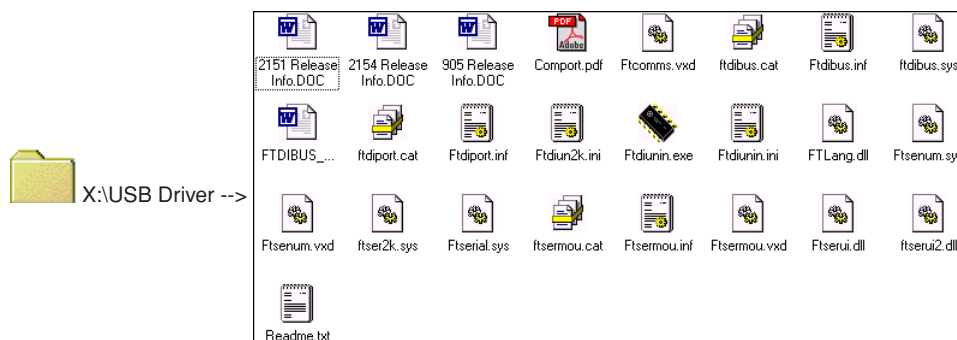 2151 Release
Info.DOC
2154 Release
Info.DOC
905 Release
Info.DOC
PDF
Adobe
Comport.pdf
Ftcomms.vxd
ftdibus.cat
Ftdibus.inf
ftdibus.sys
FTDIBUS_...
ftdiport.cat
Ftdiport.inf
Ftdiun2k.ini
Ftdiunin.exe
Ftdiunin.ini
FTLang.dll
Ftsenum.sy
X:\USB Driver -->
Ftsenum.vxd
ftser2k.sys
Ftserial.sys
ftsermou.cat
Ftsermou.inf
Ftsermou.vxd
Ftserui.dll
ftserui2.dll
Readme.txt